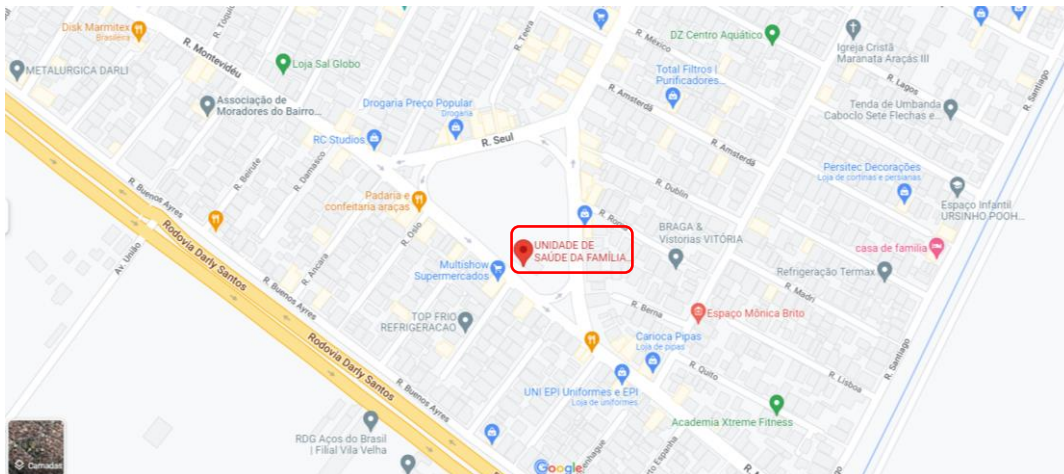 Disk Marmitex
Brasileira
R. Montevidéu
METALURGICA DARLI
Loja Sal Globo
Associação de
Moradores do Bairro...
Drogaria Preço Popular
Drogaria
RC Studios
R. Seul
R. Teera
R. México
DZ Centro Aquático
Igreja Cristã
Maranata Araçás III
R. Lagos
R. Santiago
Total Filtros |
Purificadores...
R. Amsterdã
R. Amsterdã
Tenda de Umbanda
Caboclo Sete Flechas e...
Persitec Decorações
Loja de cortinas e persianas
Espaço Infantil
URSINHO POOH...
R. Beirute
R. Damasco
R. Buenos Ayres
Padaria e
confeitaria araças
R. Oslo
R. Dublin
R. Roma
BRAGA &
Vistorias VITÓRIA
casa de familia
UNIDADE DE
SAÚDE DA FAMÍLIA...
Refrigeração Termax
Av. União
Rodovia Darly Santos
R. Ancara
R. Buenos Ayres
Multishow
Supermercados
R. Madri
TOP FRIO
REFRIGERACAO
R. Berna
Espaço Mônica Brito
Rodovia Darly Santos
Carioca Pipas
Loja de pipas
R. Quito
R. Lisboa
R. Santiago
R. Buenos Ayres
UNI EPI Uniformes e EPI
Loja de uniformes
Academia Xtreme Fitness
RDG Aços do Brasil
| Filial Vila Velha
Camadas
Google